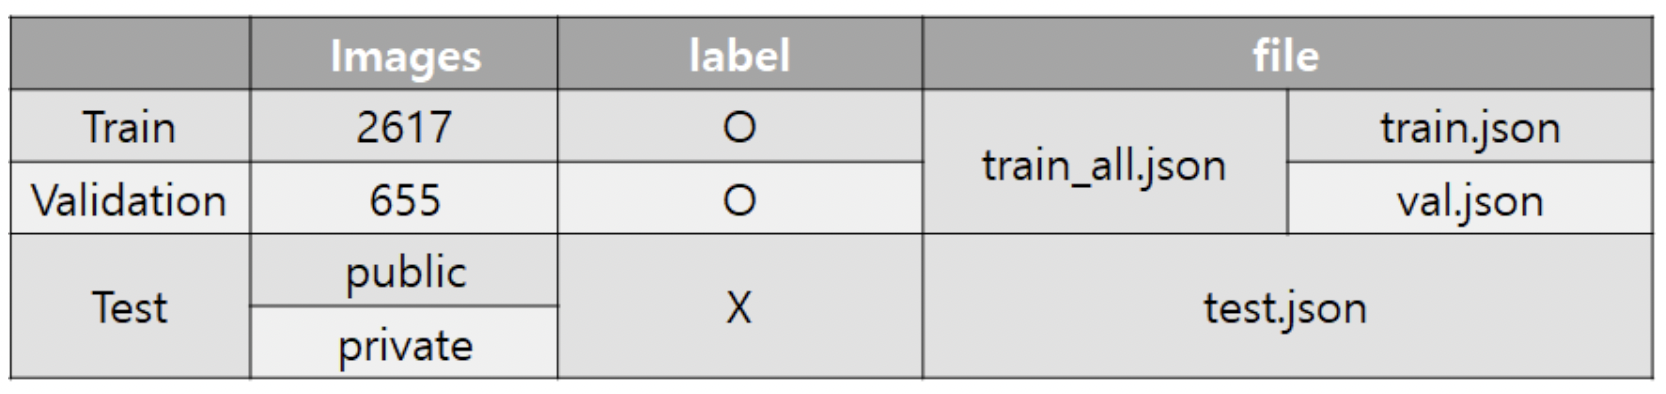 Images label file
Train 2617 O train_all.json train.json
Validation 655 O val.json
Test public X test.json
private